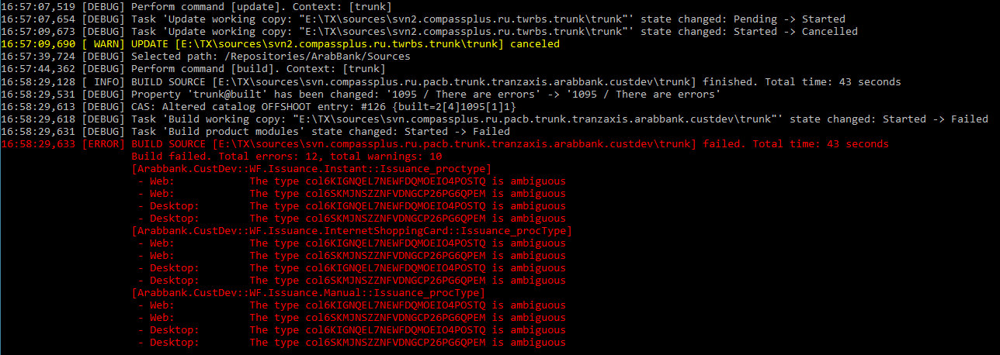 16:57:07,519 [DEBUG] Perform command [update]. Context: [trunk]
16:57:07,654 [DEBUG] Task 'Update working copy: "E:\TX\sources\svn2.compassplus.ru.twrbs.trunk\trunk"' state changed: Pending -> Started
16:57:09,673 [DEBUG] Task 'Update working copy: "E:\TX\sources\svn2.compassplus.ru.twrbs.trunk\trunk"' state changed: Started -> Cancelled
16:57:09,690 [ WARN] UPDATE [E:\TX\sources\svn2.compassplus.ru.twrbs.trunk\trunk] canceled
16:57:39,724 [DEBUG] Selected path: /Repositories/ArabBank/Sources
16:57:44,362 [DEBUG] Perform command [build]. Context: [trunk]
16:58:29,128 [ INFO] BUILD SOURCE [E:\TX\sources\svn.compassplus.ru.pacb.trunk.tranzaxis.arabbank.custdev\trunk] finished. Total time: 43 seconds
16:58:29,531 [DEBUG] Property 'trunk@built' has been changed: '1095 / There are errors' -> '1095 / There are errors'
16:58:29,613 [DEBUG] CAS: Altered catalog OFFSHOOT entry: #126 {built=2[4]1095[1]1}
16:58:29,618 [DEBUG] Task 'Build working copy: "E:\TX\sources\svn.compassplus.ru.pacb.trunk.tranzaxis.arabbank.custdev\trunk"' state changed: Started -> Failed
16:58:29,631 [DEBUG] Task 'Build product modules' state changed: Started -> Failed
16:58:29,633 [ERROR] BUILD SOURCE [E:\TX\sources\svn.compassplus.ru.pacb.trunk.tranzaxis.arabbank.custdev\trunk] failed. Total time: 43 seconds
Build failed. Total errors: 12, total warnings: 10
[Arabbank.CustDev::WF.Issuance.Instant::Issuance_proctype]
- Web: The type col6KIGNQEL7NEWFDQMOEIO4POSTQ is ambiguous
- Web: The type col6SKMJNSZZNFVDNGCP26PG6QPEM is ambiguous
- Desktop: The type col6KIGNQEL7NEWFDQMOEIO4POSTQ is ambiguous
- Desktop: The type col6SKMJNSZZNFVDNGCP26PG6QPEM is ambiguous
[Arabbank.CustDev::WF.Issuance.InternetShoppingCard::Issuance_procType]
- Web: The type col6KIGNQEL7NEWFDQMOEIO4POSTQ is ambiguous
- Web: The type col6SKMJNSZZNFVDNGCP26PG6QPEM is ambiguous
- Desktop: The type col6KIGNQEL7NEWFDQMOEIO4POSTQ is ambiguous
- Desktop: The type col6SKMJNSZZNFVDNGCP26PG6QPEM is ambiguous
[Arabbank.CustDev::WF.Issuance.Manual::Issuance_procType]
- Web: The type col6KIGNQEL7NEWFDQMOEIO4POSTQ is ambiguous
- Web: The type col6SKMJNSZZNFVDNGCP26PG6QPEM is ambiguous
- Desktop: The type col6KIGNQEL7NEWFDQMOEIO4POSTQ is ambiguous
- Desktop: The type col6SKMJNSZZNFVDNGCP26PG6QPEM is ambiguous